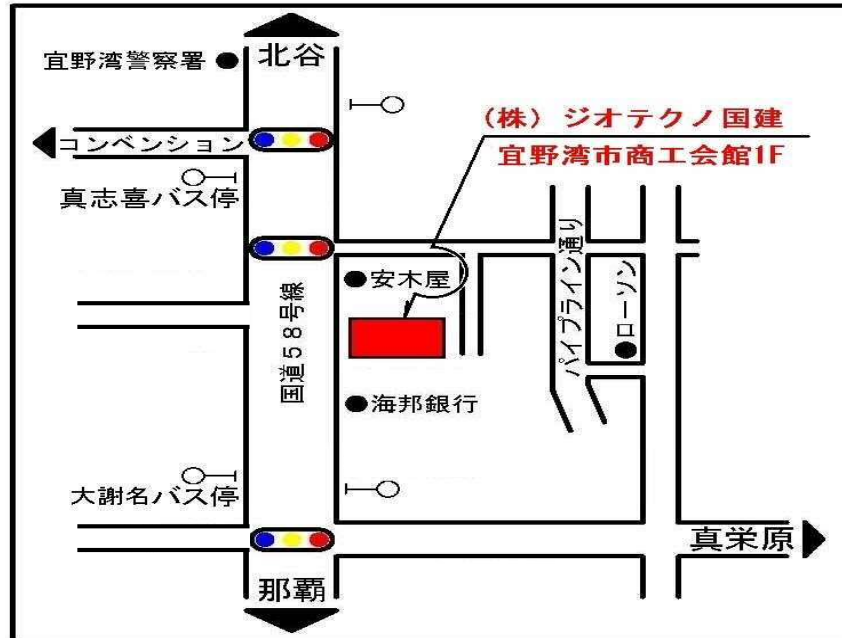 北谷
宜野湾警察署
(株) ジオテクノ国建
宜野湾市商工会館1F
コンベンション
真志喜バス停
安木屋
国道58号線
パイプライン通り
ローソン
海邦銀行
大謝名バス停
真栄原
那覇